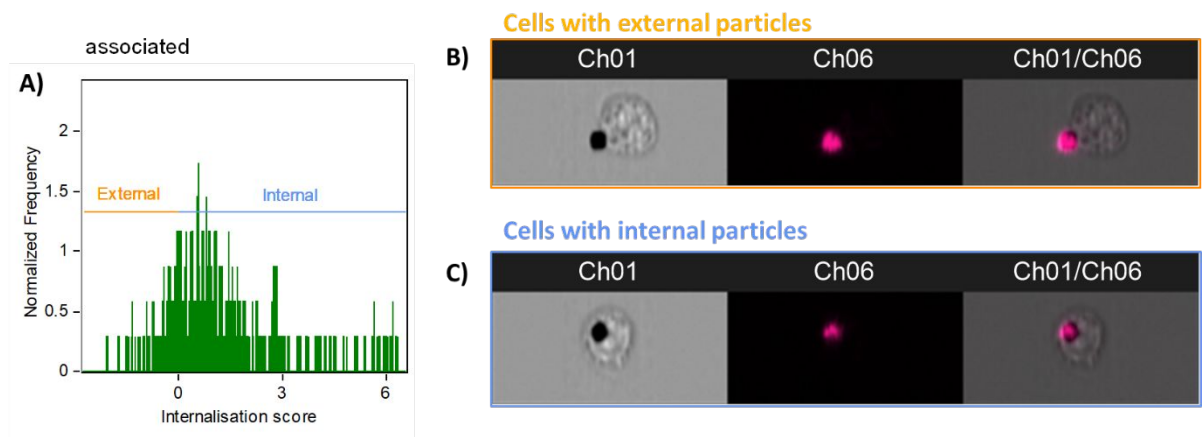 associated
A)
Normalized Frequency
2
1.5
1
0.5
0
External
Internal
0 3 6
Internalisation score
Cells with external particles
B)
Ch01 Ch06 Ch01/Ch06
Cells with internal particles
C)
Ch01 Ch06 Ch01/Ch06